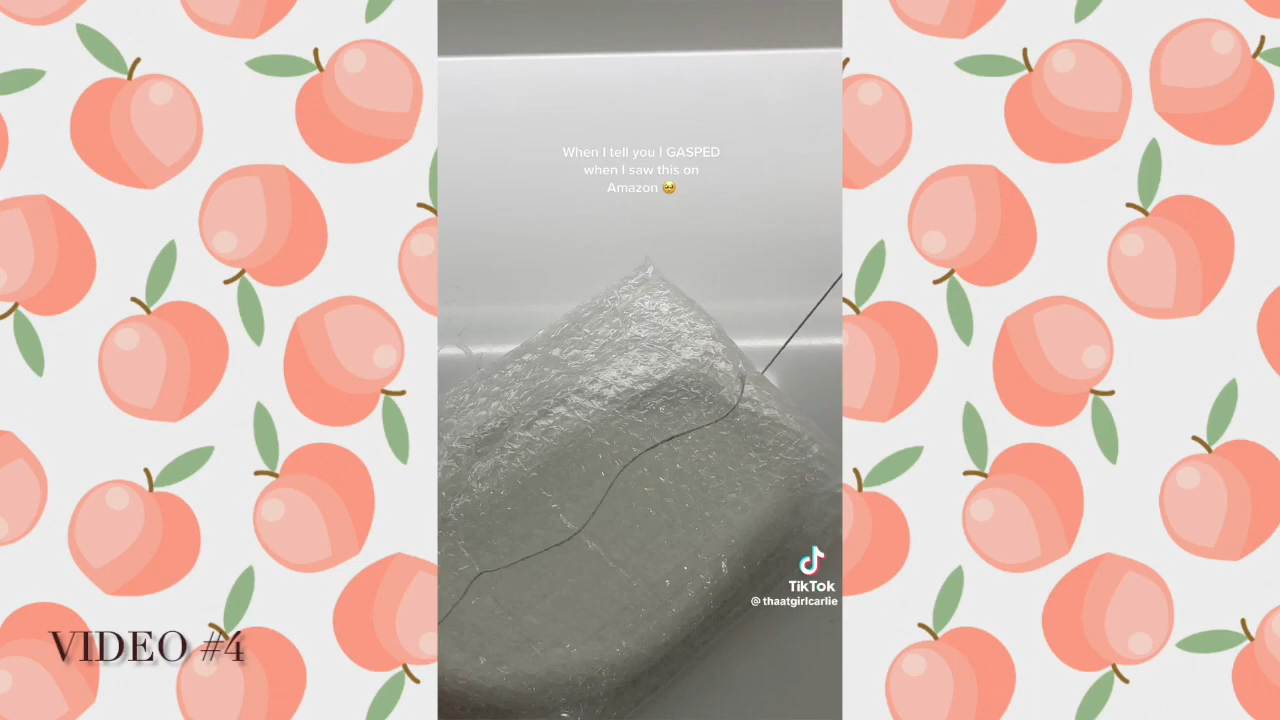 When I tell you I GASPED
when I saw this on
Amazon 🥹
TikTok
@thaatgirlcarlie
VIDEO #4